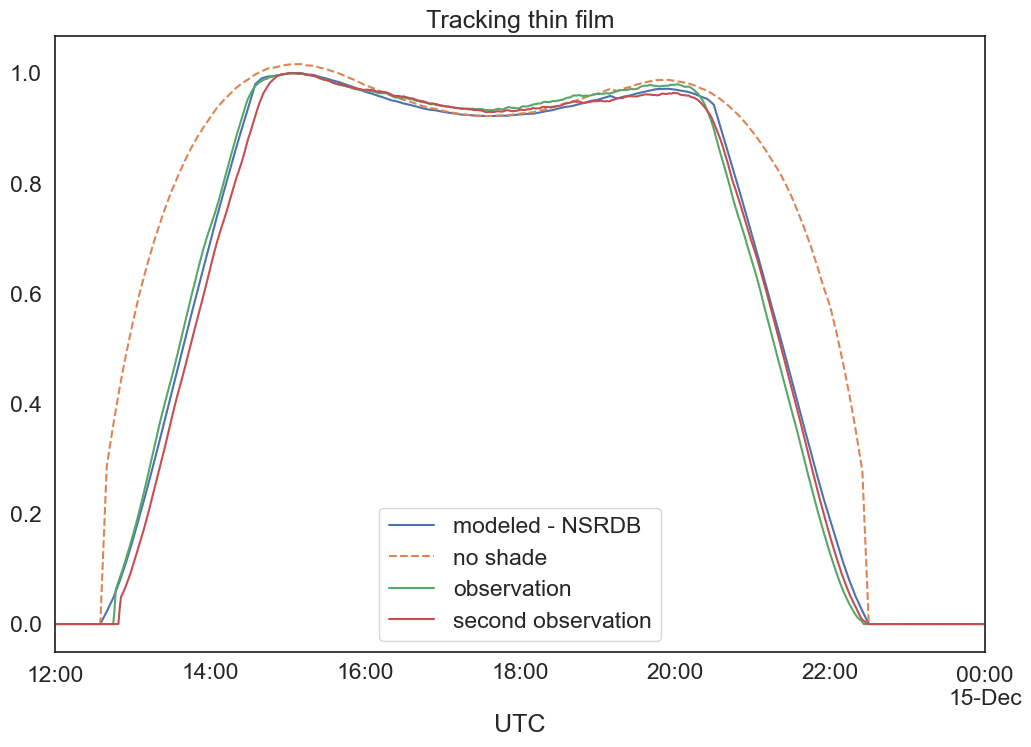 Tracking thin film
1.0
0.8
0.6
0.4
0.2
0.0
modeled - NSRDB
no shade
observation
second observation
12:00
14:00
16:00
18:00
20:00
22:00
00:00
15-Dec
UTC